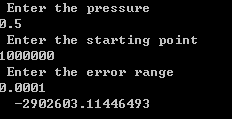 Enter the pressure
0.5
Enter the starting point
1000000
Enter the error range
0.0001
-2902603.11446493